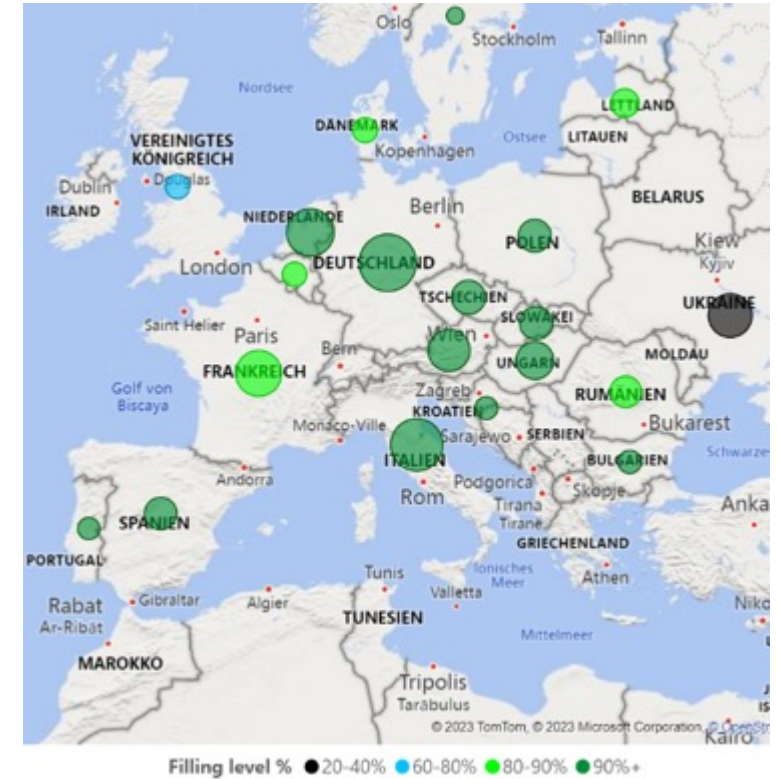 Oslo
Stockholm
Tallinn
Nordsee
LETTLAND
DÄNEMARK
Ostsee
LITAUEN
Kopenhagen
VEREINIGTES
KÖNIGREICH
Dublin
Douglas
IRLAND
BELARUS
NIEDERLANDE
Berlin
POLEN
Kiew
Kyjiv
London
DEUTSCHLAND
TSCHECHIEN
UKRAINE
Saint Helier
Paris
SLOWAKEI
Wien
MOLDAU
Bern
UNGARN
FRANKREICH
Golf von
Biscaya
Zagreb
RUMÄNIEN
KROATIEN
Monaco-Ville
Sarajewo
SERBIEN
Bukarest
ITALIEN
BULGARIEN
Schwarzes
Andorra
Podgorica
Rom
Skopje
Tirana
Tiranë
Anka
SPANIEN
GRIECHENLAND
PORTUGAL
Ionisches
Meer
Athen
Tunis
Valletta
Rabat
Ar-Ribāt
Gibraltar
Algier
TUNESIEN
Niko
Mittelmeer
MAROKKO
Tripolis
Tarābulus
© 2023 TomTom, © 2023 Microsoft Corporation, © OpenStr
Kairo
Filling level % 20-40% 60-80% 80-90% 90%+